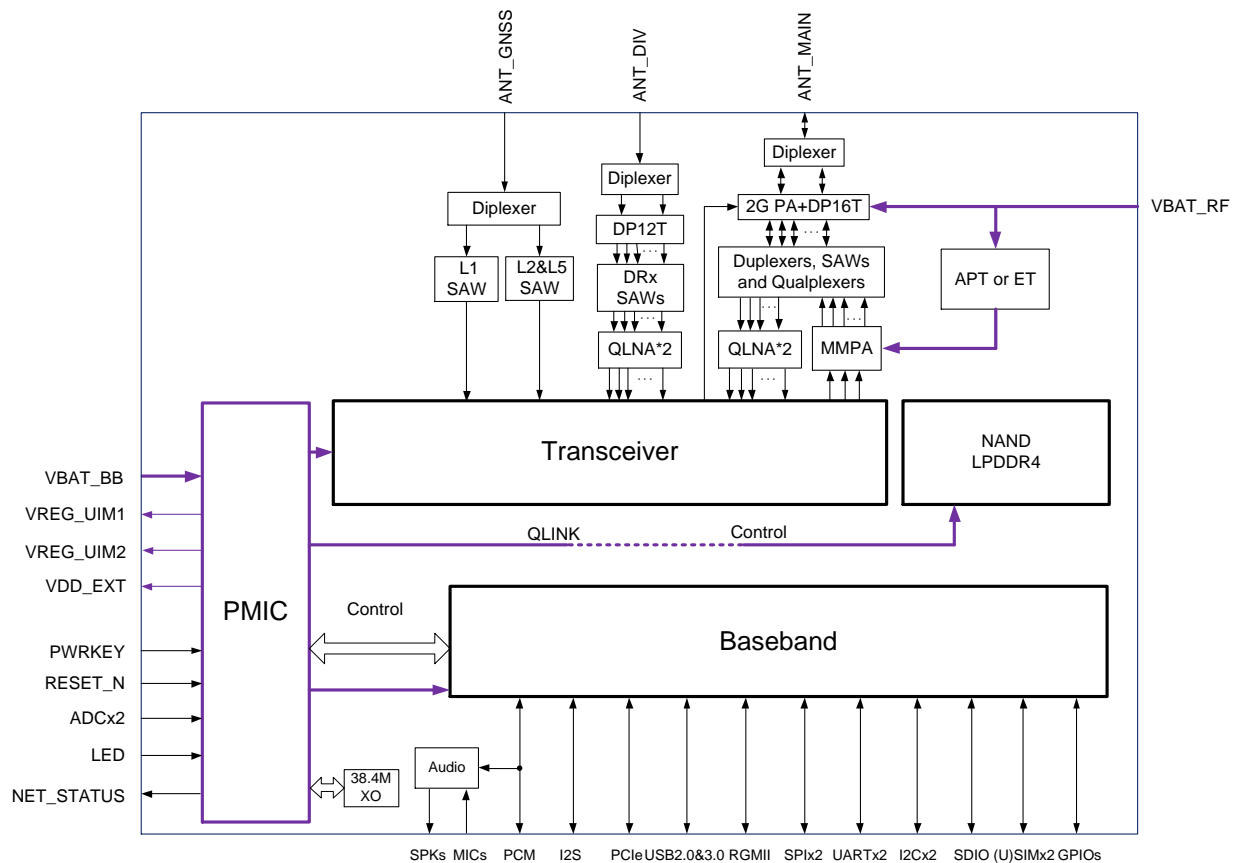 ANT_GNSS
ANT_DIV
ANT_MAIN
Diplexer
Diplexer
Diplexer
2G PA+DP16T
VBAT_RF
DP12T
...
L1
SAW
L2&L5
SAW
DRx
SAWs
Duplexers, SAWs
and Qualplexers
APT or ET
...
...
...
...
QLNA*2
QLNA*2
MMPA
...
...
Transceiver
NAND
LPDDR4
VBAT_BB
VREG_UIM1
VREG_UIM2
VDD_EXT
QLINK
Control
PMIC
Control
Baseband
PWRKEY
RESET_N
ADCx2
LED
NET_STATUS
38.4M
XO
Audio
SPKs
MICs
PCM
I2S
PCIe
USB2.0&3.0
RGMII
SPIx2
UARTx2
I2Cx2
SDIO
(U)SIMx2
GPIOs